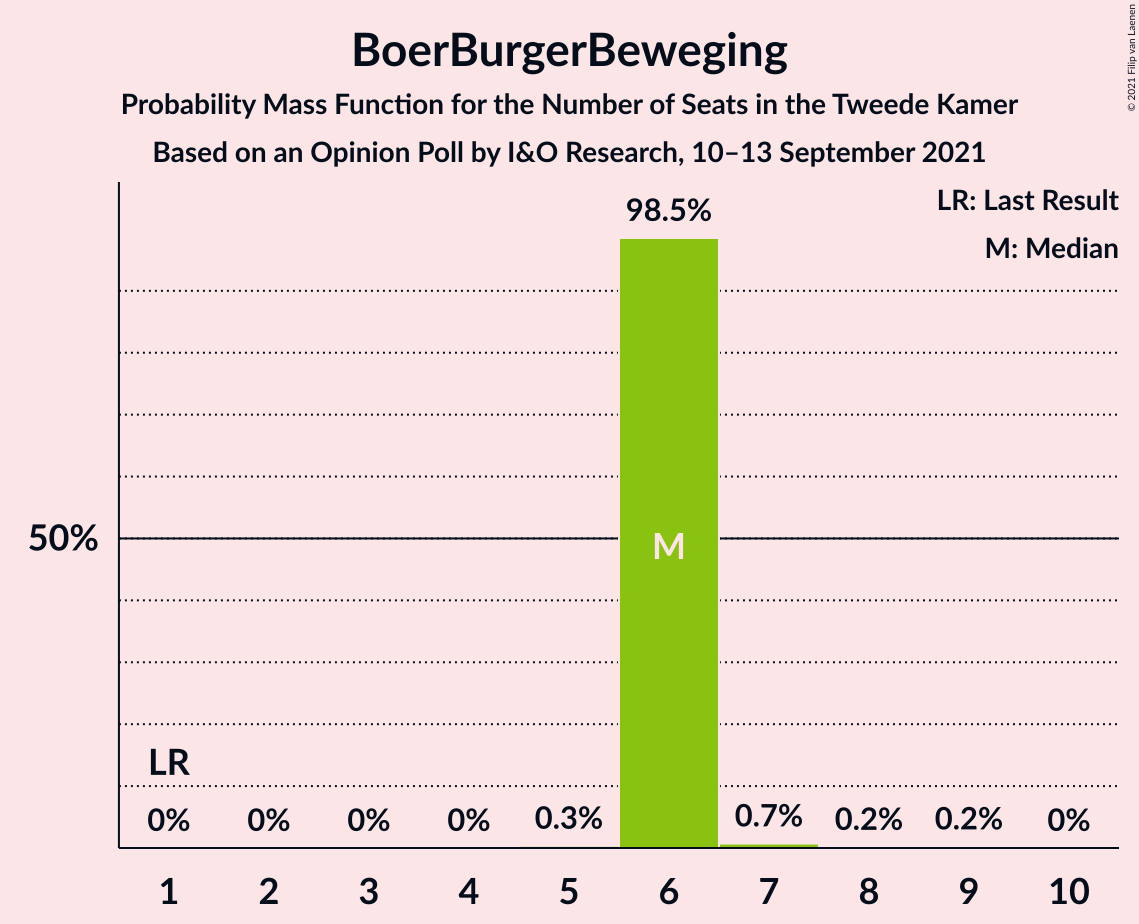 BoerBurgerBeweging
Probability Mass Function for the Number of Seats in the Tweede Kamer
Based on an Opinion Poll by I&O Research, 10–13 September 2021
© 2021 Filip van Laenen
LR: Last Result
M: Median
98.5%
50%
M
LR
0% 0% 0% 0% 0.3% 0.7% 0.2% 0.2% 0%
1 2 3 4 5 6 7 8 9 10